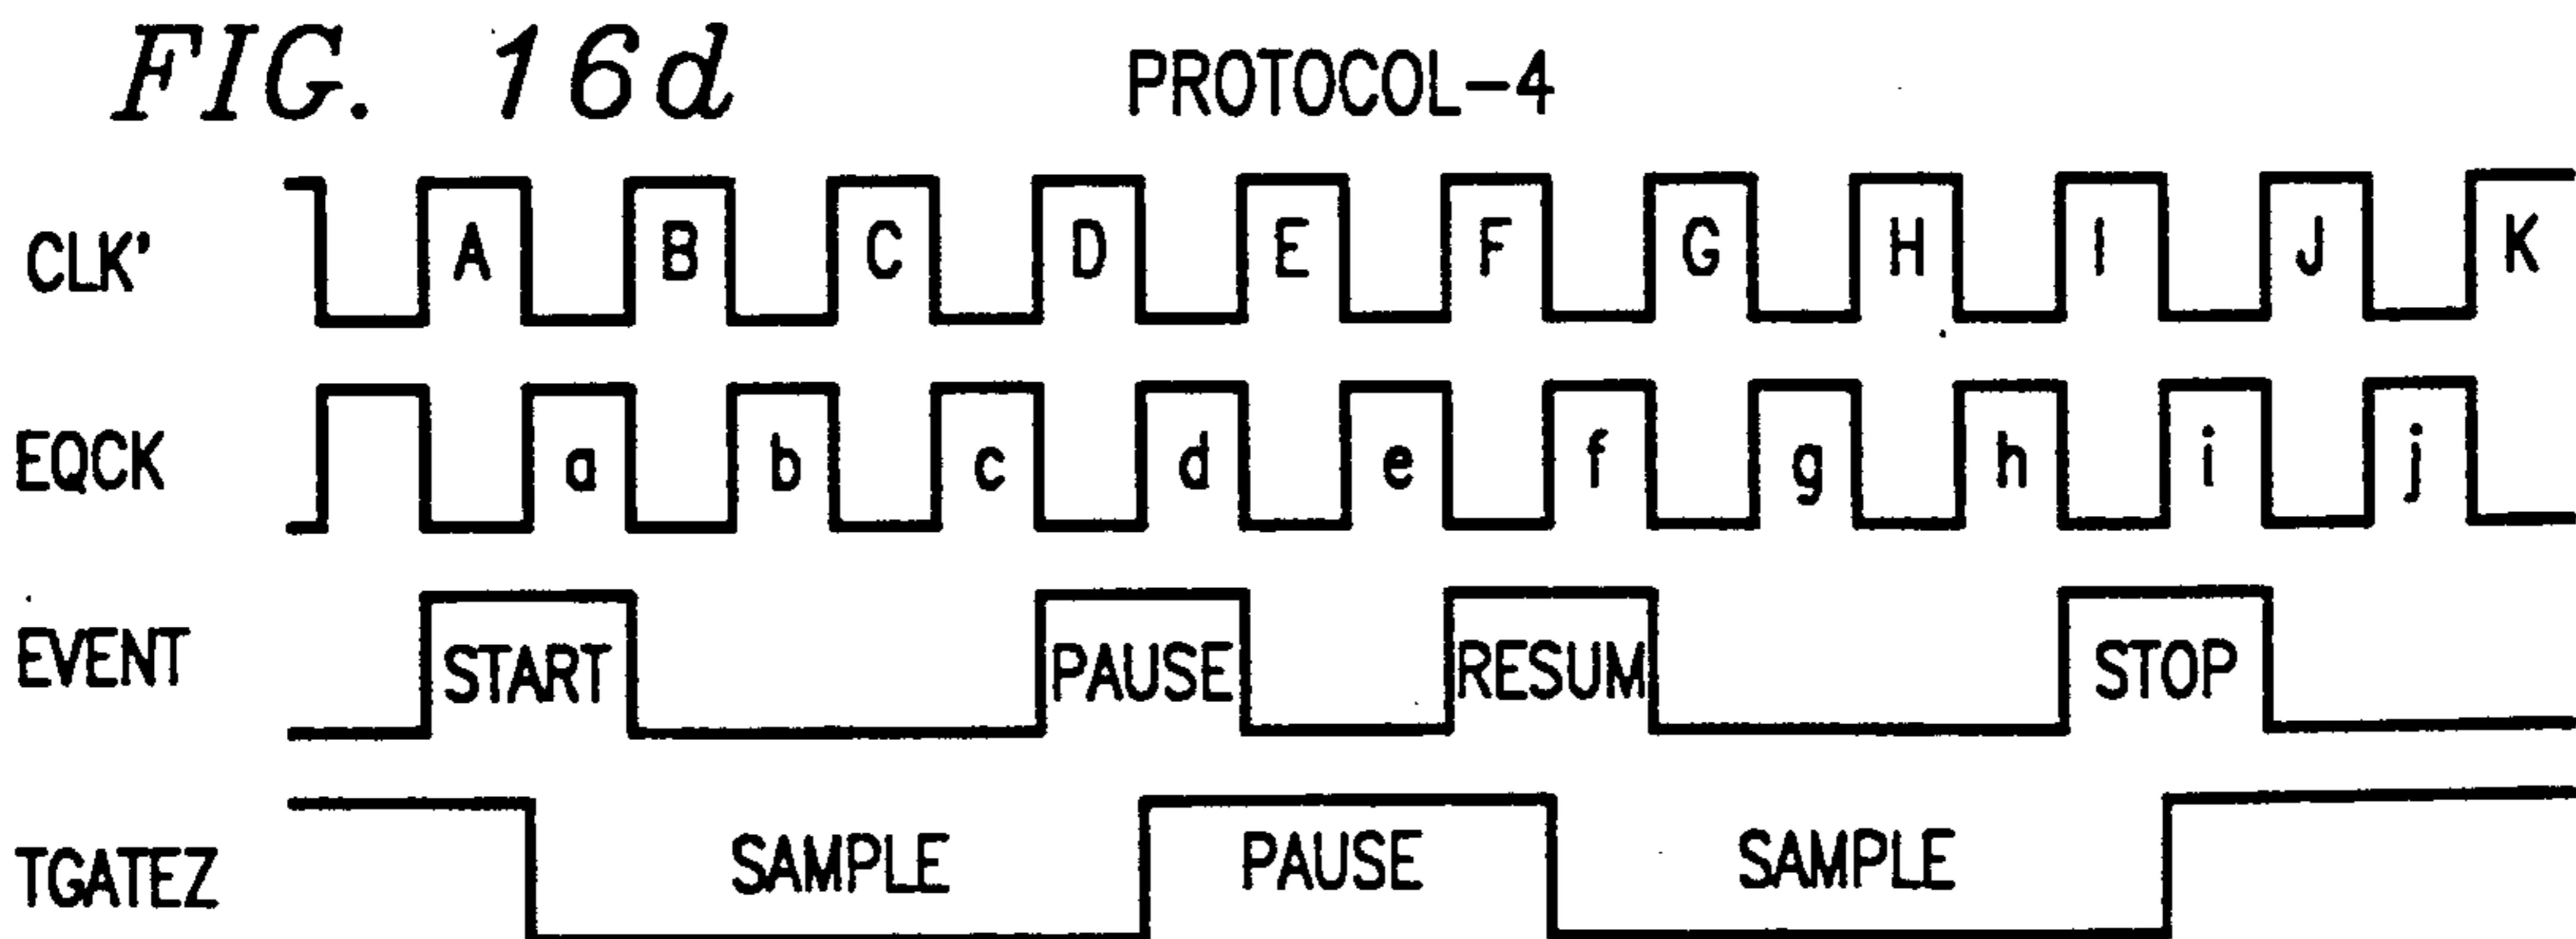 FIG. 16d
PROTOCOL-4
CLK' A B C D E F G H I J K
EQCK a b c d e f g h i j
EVENT START PAUSE RESUM STOP
TGATEZ SAMPLE PAUSE SAMPLE